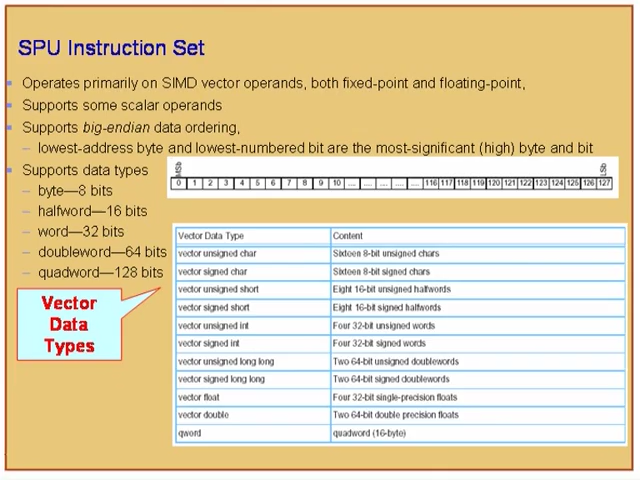 SPU Instruction Set
Operates primarily on SIMD vector operands, both fixed-point and floating-point,
Supports some scalar operands
Supports big-endian data ordering,
– lowest-address byte and lowest-numbered bit are the most-significant (high) byte and bit
Supports data types
– byte—8 bits
– halfword—16 bits
– word—32 bits
– doubleword—64 bits
– quadword—128 bits
MSb LSb
0 1 2 3 4 5 6 7 8 9 10 .... .... .... .... .... 116 117 118 119 120 121 122 123 124 125 126 127
Vector Data Type Content
vector unsigned char Sixteen 8-bit unsigned chars
vector signed char Sixteen 8-bit signed chars
vector unsigned short Eight 16-bit unsigned halfwords
vector signed short Eight 16-bit signed halfwords
vector unsigned int Four 32-bit unsigned words
vector signed int Four 32-bit signed words
vector unsigned long long Two 64-bit unsigned doublewords
vector signed long long Two 64-bit signed doublewords
vector float Four 32-bit single-precision floats
vector double Two 64-bit double precision floats
qword quadword (16-byte)
Vector
Data
Types